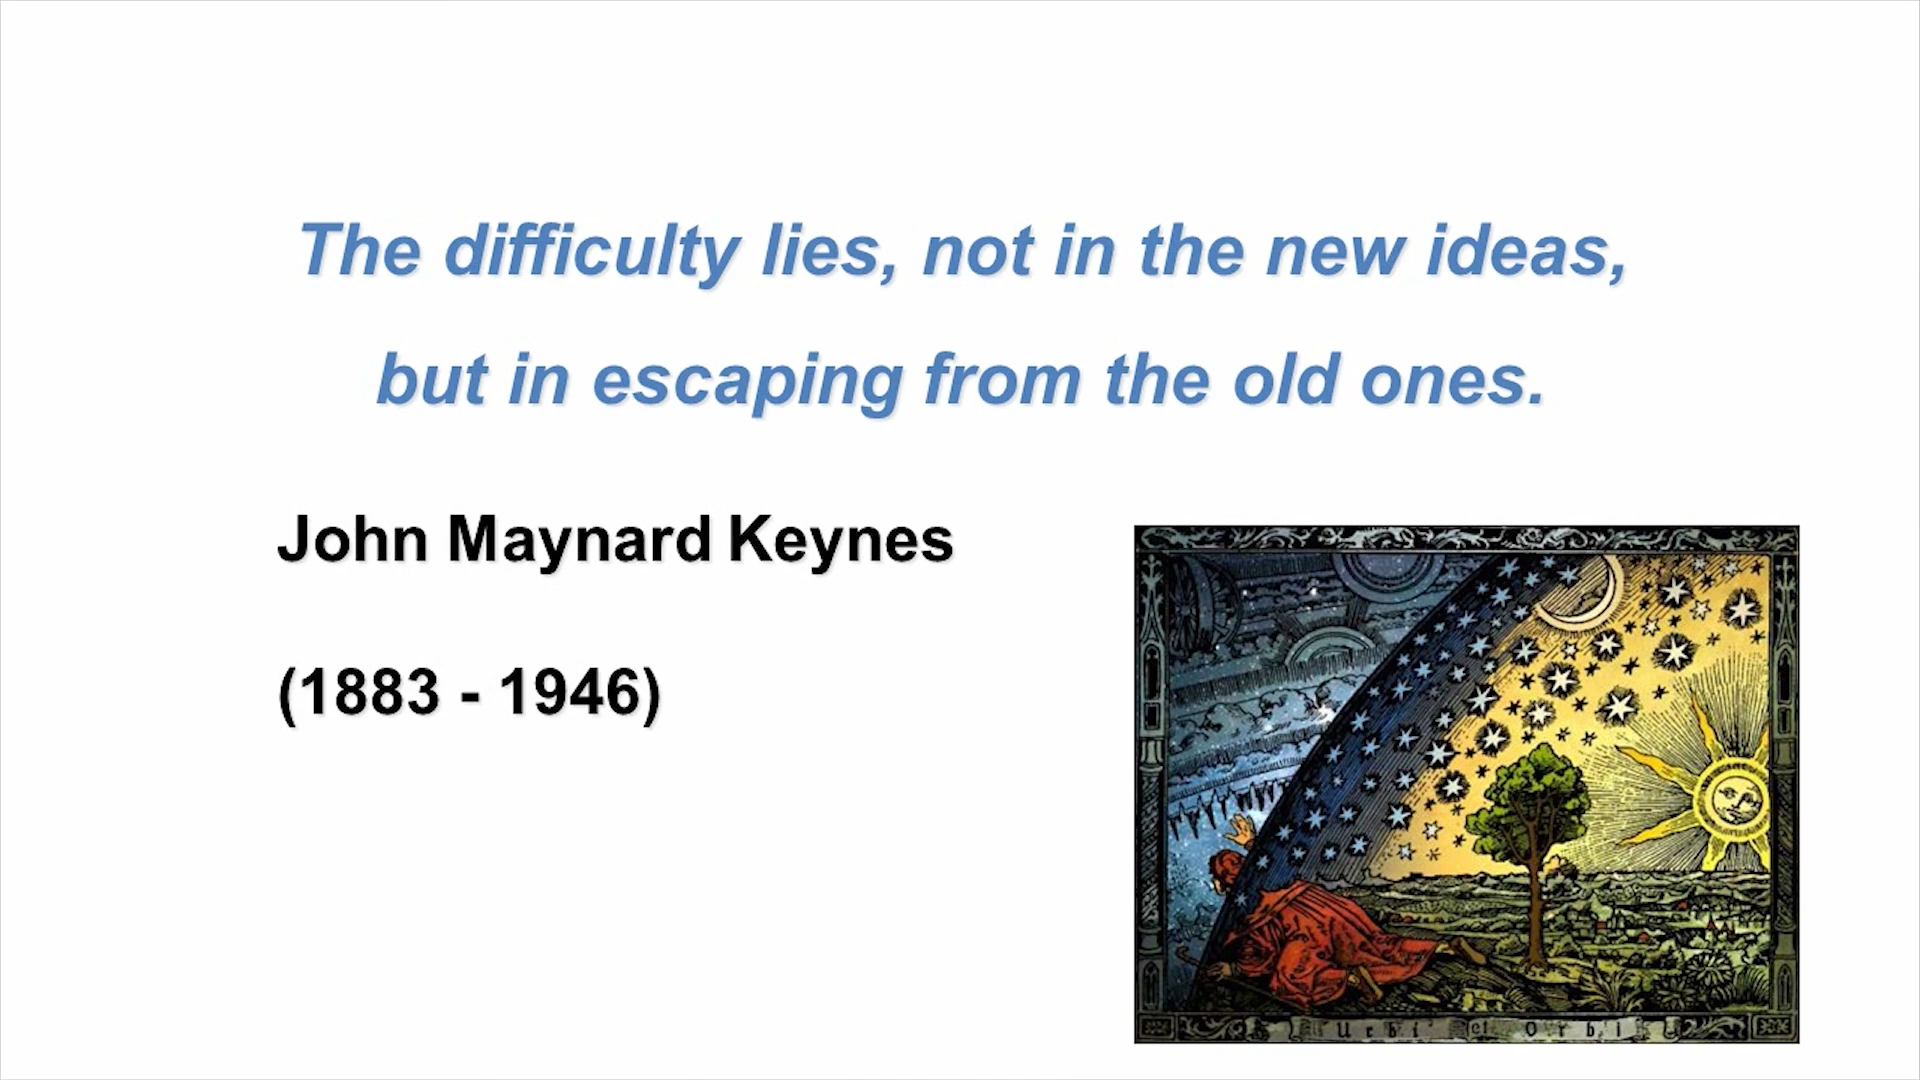 The difficulty lies, not in the new ideas,
but in escaping from the old ones.
John Maynard Keynes
(1883 - 1946)
Urbi et Orbi